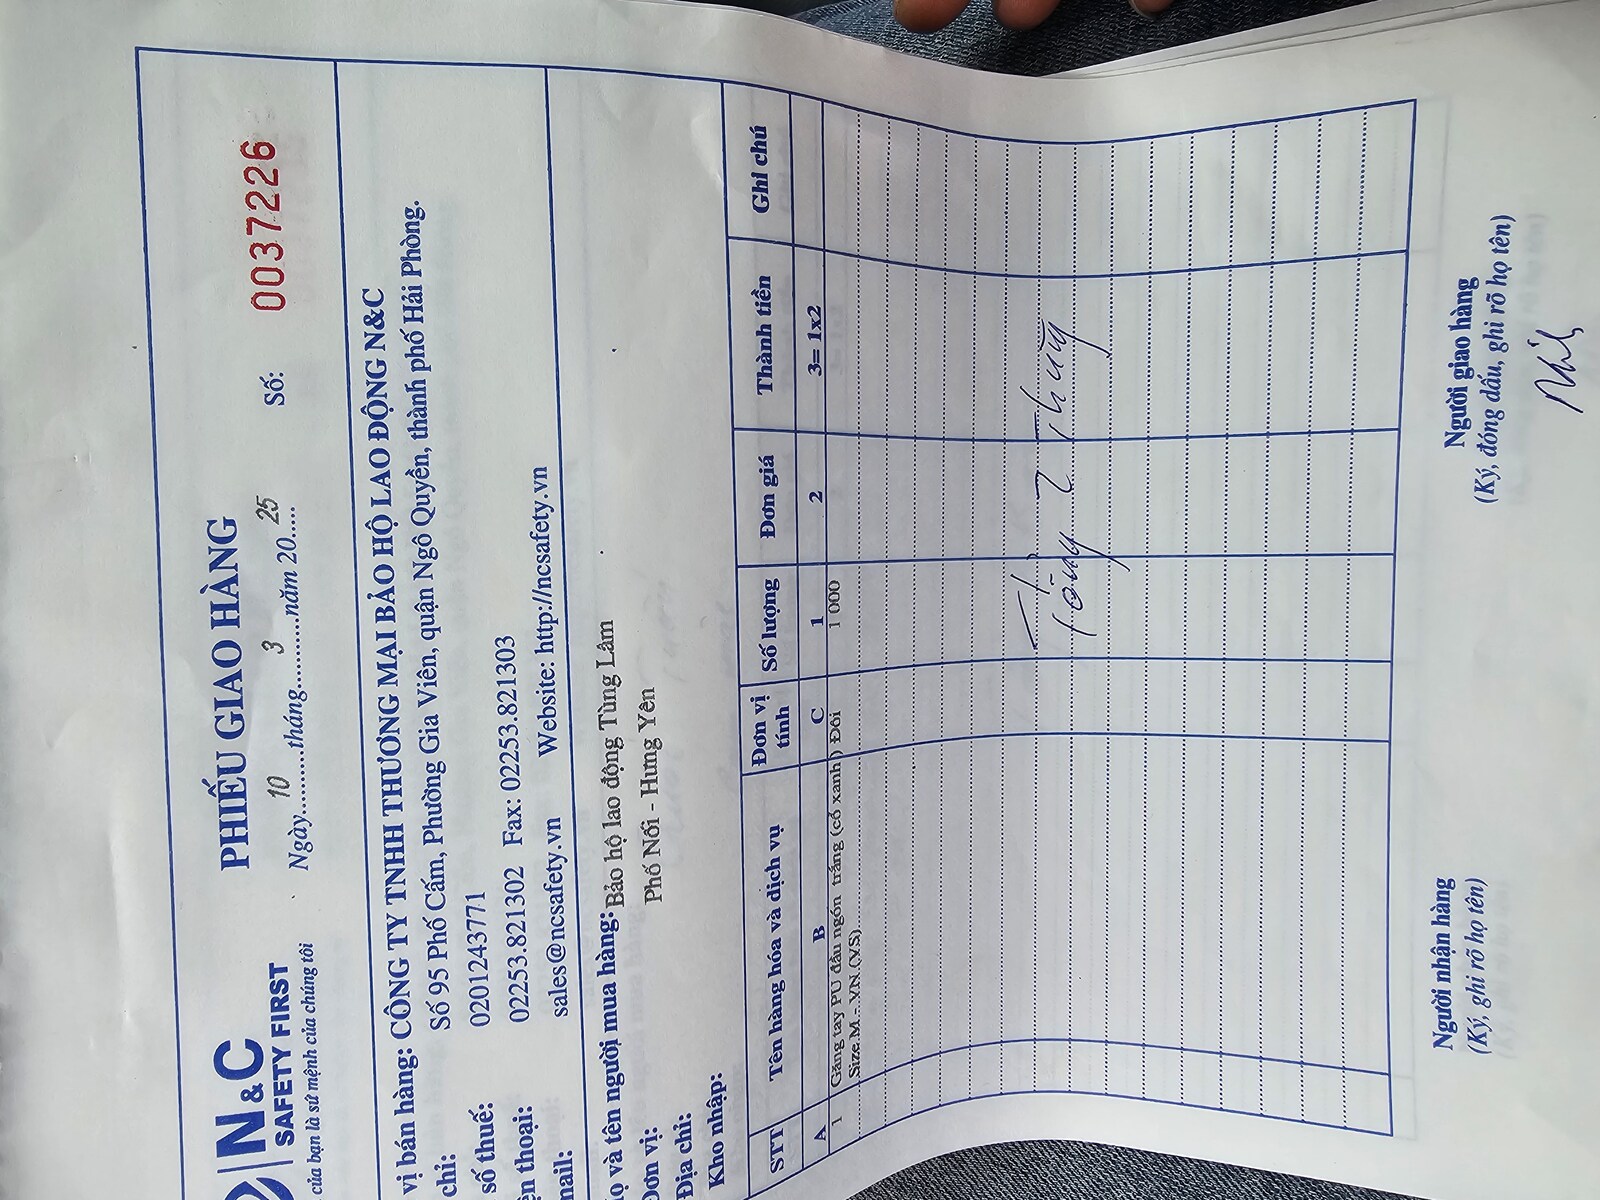 N&C
SAFETY FIRST
của bạn là sứ mệnh của chúng tôi
PHIẾU GIAO HÀNG
Ngày...10...tháng...3...năm 20...25
Số: 0037226
vị bán hàng: CÔNG TY TNHH THƯƠNG MẠI BẢO HỘ LAO ĐỘNG N&C
chỉ: Số 95 Phố Cấm, Phường Gia Viên, quận Ngô Quyền, thành phố Hải Phòng.
số thuế: 0201243771
ện thoại: 02253.821302 Fax: 02253.821303
mail: sales@ncsafety.vn Website: http://ncsafety.vn
ọ và tên người mua hàng: Bảo hộ lao động Tùng Lâm
Đơn vị: Phố Nối - Hưng Yên
Địa chỉ:
Kho nhập:
STT Tên hàng hóa và dịch vụ Đơn vị tính Số lượng Đơn giá Thành tiền Ghi chú
A B C 1 2 3= 1x2
1 Găng tay PU đầu ngón trắng (cổ xanh) Đôi 1 000
Size M - VN (VS)
Tổng 2 Thùng
Người nhận hàng
(Ký, ghi rõ họ tên)
Người giao hàng
(Ký, đóng dấu, ghi rõ họ tên)